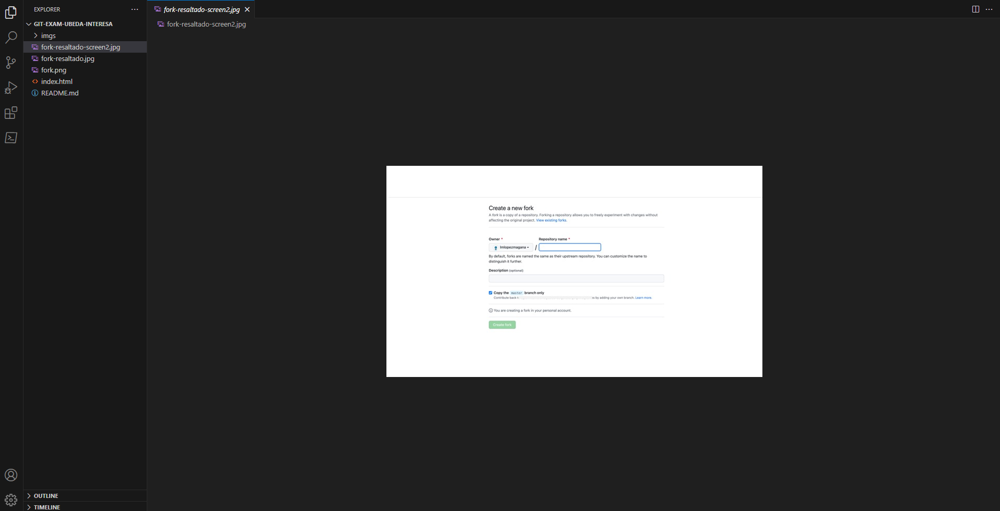 EXPLORER
GIT-EXAM-UBEDA-INTERESA
imgs
fork-resaltado-screen2.jpg
fork-resaltado.jpg
fork.png
index.html
README.md
OUTLINE
TIMELINE
fork-resaltado-screen2.jpg
fork-resaltado-screen2.jpg
Create a new fork
A fork is a copy of a repository. Forking a repository allows you to freely experiment with changes without
affecting the original project. View existing forks.
Owner * Repository name *
lmlopezmagana /
By default, forks are named the same as their upstream repository. You can customize the name to
distinguish it further.
Description (optional)
Copy the master branch only
Contribute back by adding your own branch. Learn more.
You are creating a fork in your personal account.
Create fork